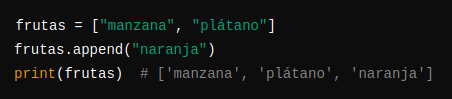 frutas = ["manzana", "plátano"]
frutas.append("naranja")
print(frutas)  # ['manzana', 'plátano', 'naranja']